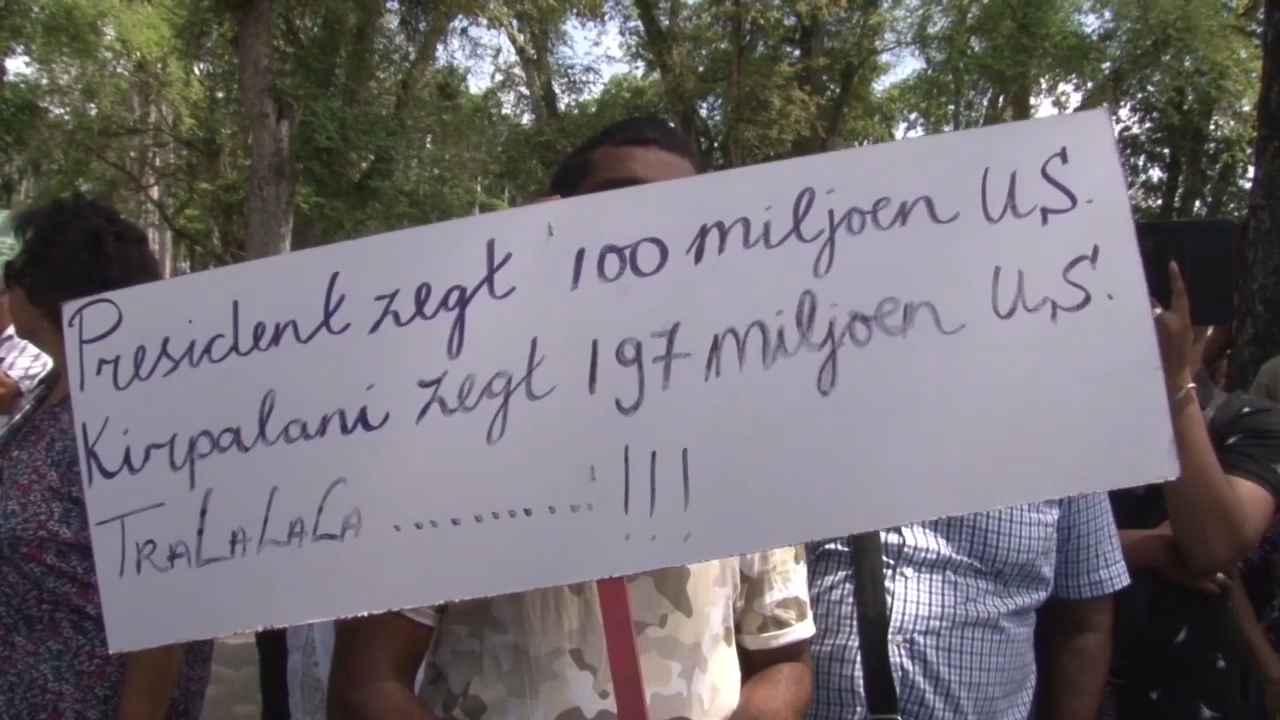 President zegt 100 miljoen U.S.
Kirpalani zegt 197 miljoen U.S.
TRALALALA ............ !!!